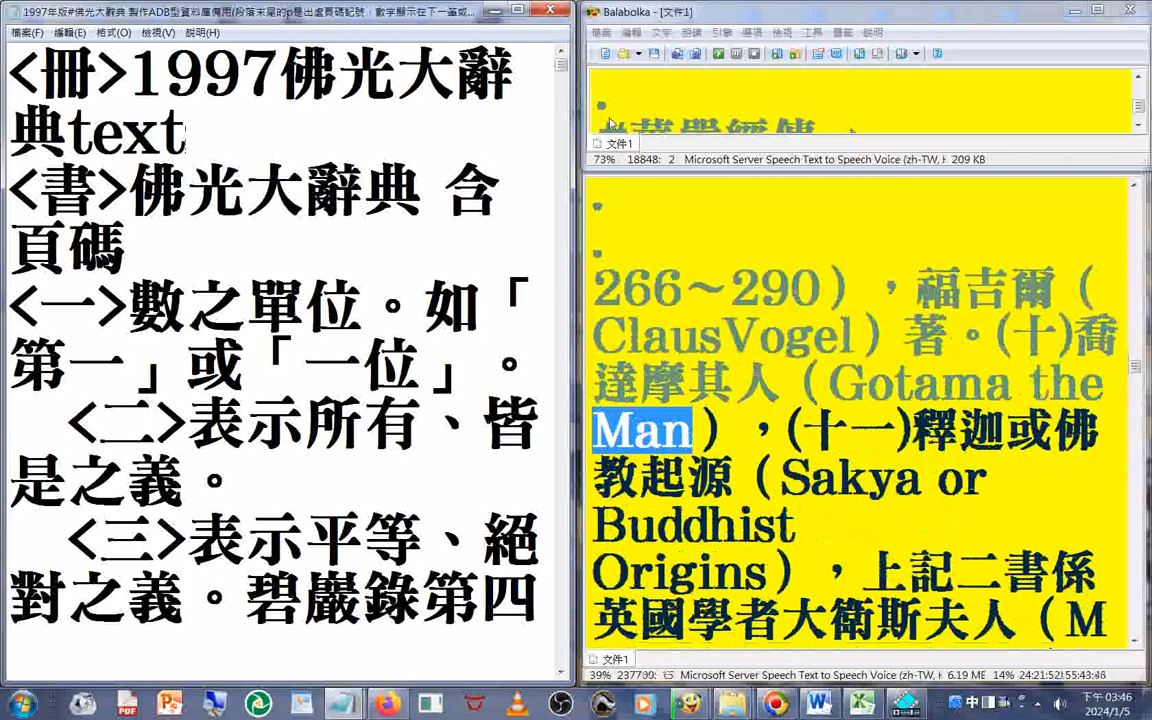 1997年版#佛光大辭典 製作ADB型資料庫備用(段落末尾的p是出處頁碼記號，數字顯示在下一筆或...
檔案(F) 編輯(E) 格式(O) 檢視(V) 說明(H)
<冊>1997佛光大辭
典text
<書>佛光大辭典 含
頁碼
<一>數之單位。如「
第一」或「一位」。
<二>表示所有、皆
是之義。
<三>表示平等、絕
對之義。碧巖錄第四
Balabolka - [文件1]
檔案 編輯 文字 朗讀 引擎 選項 檢視 工具 書籤 說明
文件1
73% 18848: 2 Microsoft Server Speech Text to Speech Voice (zh-TW, H 209 KB
266～290），福吉爾（
ClausVogel）著。(十)喬
達摩其人（Gotama the
Man），(十一)釋迦或佛
教起源（Sakya or
Buddhist
Origins），上記二書係
英國學者大衛斯夫人（M
文件1
Microsoft Server Speech Text to Speech Voice (zh-TW, H 6.19 MB 14%
下午 03:46
2024/1/5